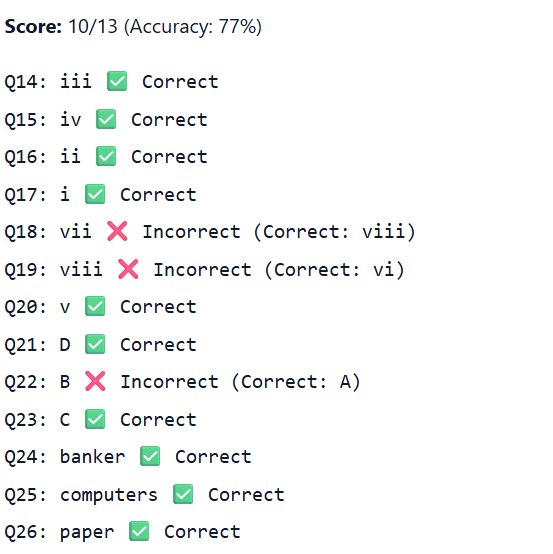 Score: 10/13 (Accuracy: 77%)
Q14: iii ✅ Correct
Q15: iv ✅ Correct
Q16: ii ✅ Correct
Q17: i ✅ Correct
Q18: vii ❌ Incorrect (Correct: viii)
Q19: viii ❌ Incorrect (Correct: vi)
Q20: v ✅ Correct
Q21: D ✅ Correct
Q22: B ❌ Incorrect (Correct: A)
Q23: C ✅ Correct
Q24: banker ✅ Correct
Q25: computers ✅ Correct
Q26: paper ✅ Correct